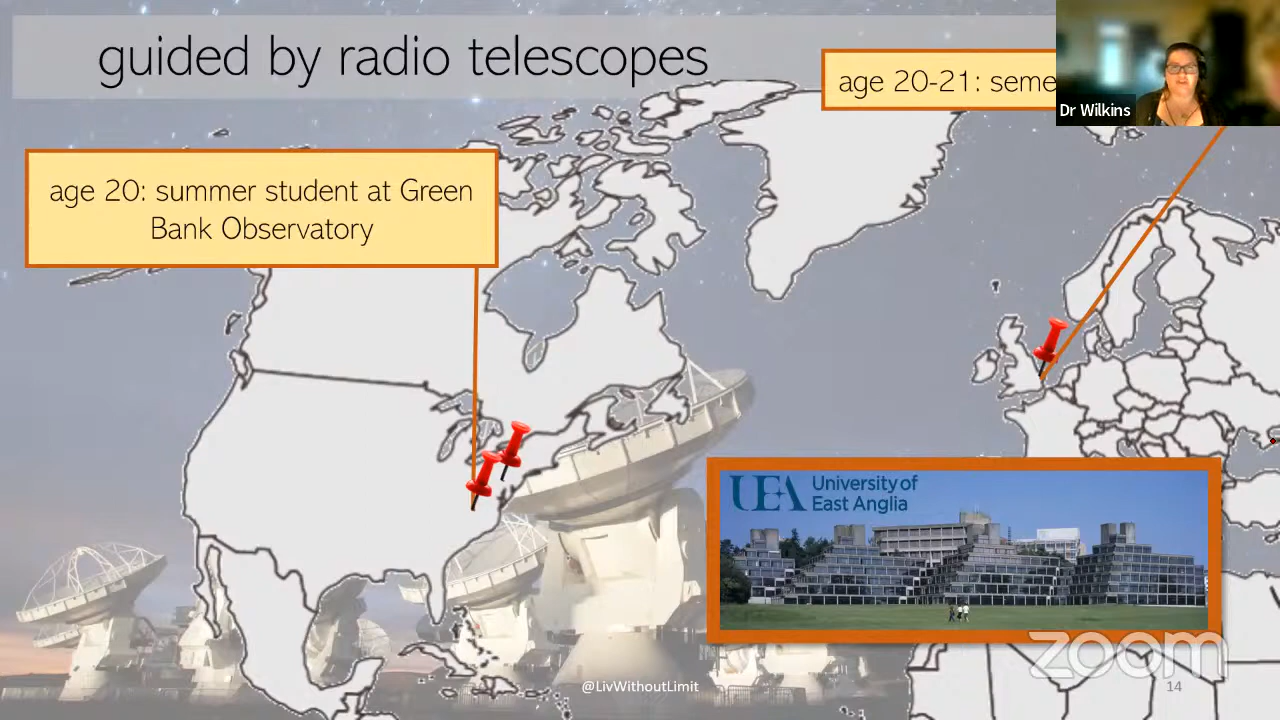 guided by radio telescopes
age 20-21: seme
Dr Wilkins
age 20: summer student at Green
Bank Observatory
UEA University of
East Anglia
zoom
@LivWithoutLimit
14